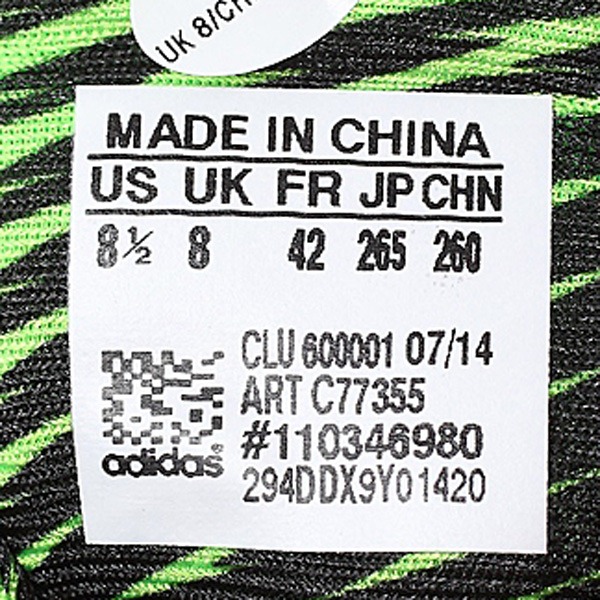 UK 8/CH
MADE IN CHINA
US UK FR JP CHN
8½ 8 42 265 260
CLU 600001 07/14
ART C77355
#110346980
294DDX9Y01420
adidas®